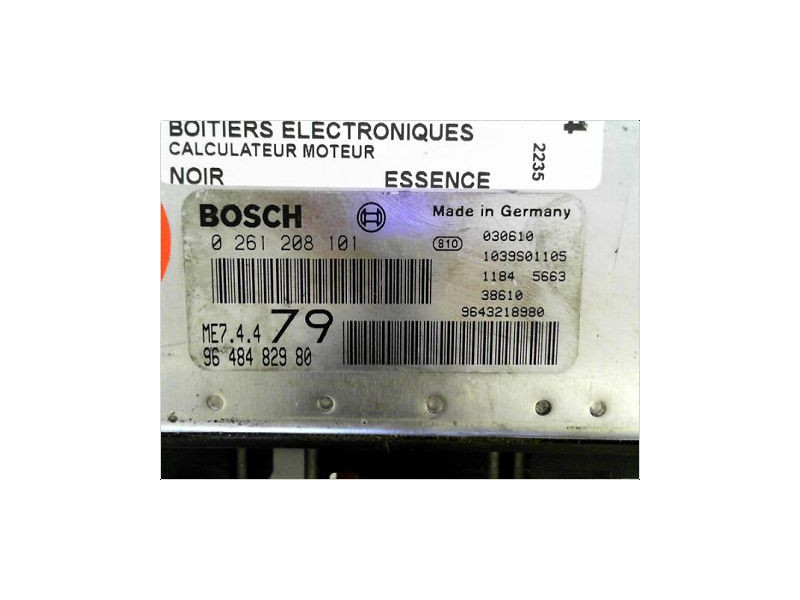 BOITIERS ELECTRONIQUES
CALCULATEUR MOTEUR
NOIR ESSENCE
2235
BOSCH Made in Germany
0 261 208 101 810 030610
1039S01105
1184 5663
38610
9643218980
ME7.4.4 79
96 484 829 80